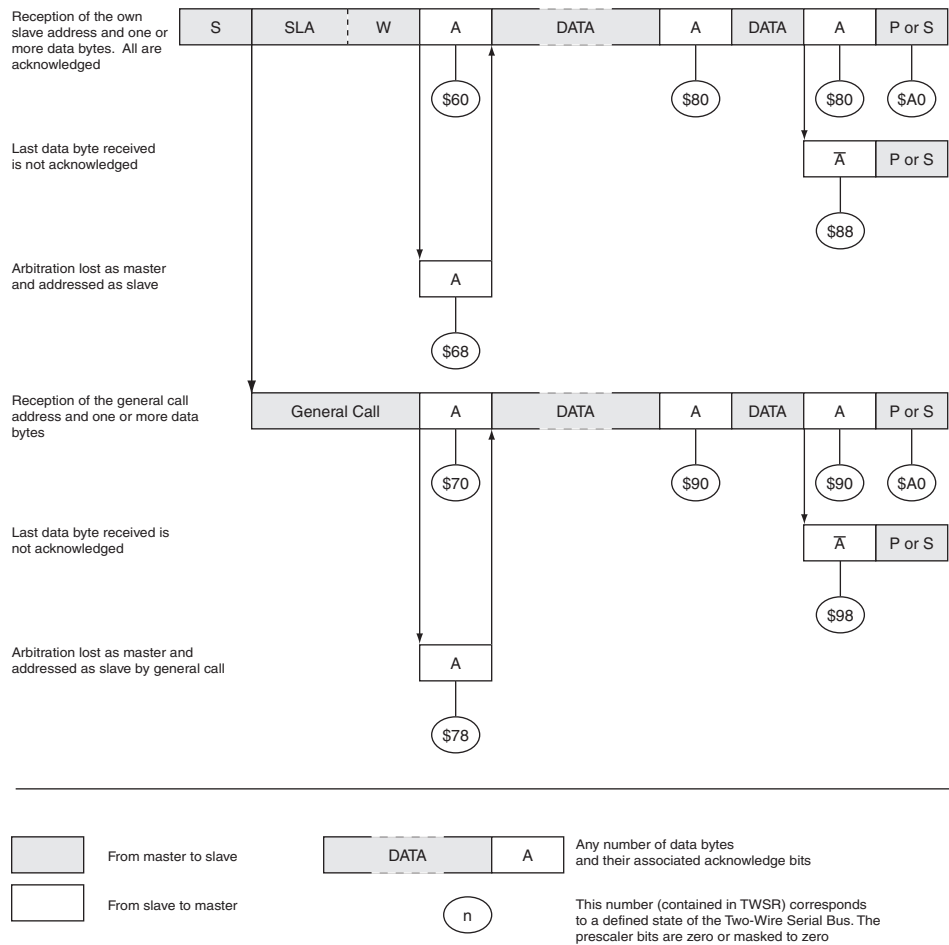 Reception of the own
slave address and one or
more data bytes. All are
acknowledged
S SLA W A DATA A DATA A P or S
$60 $80 $80 $A0
Last data byte received
is not acknowledged
A̅ P or S
$88
Arbitration lost as master
and addressed as slave
A
$68
Reception of the general call
address and one or more data
bytes
General Call A DATA A DATA A P or S
$70 $90 $90 $A0
Last data byte received is
not acknowledged
A̅ P or S
$98
Arbitration lost as master and
addressed as slave by general call
A
$78
From master to slave
DATA A
Any number of data bytes
and their associated acknowledge bits
From slave to master
n
This number (contained in TWSR) corresponds
to a defined state of the Two-Wire Serial Bus. The
prescaler bits are zero or masked to zero